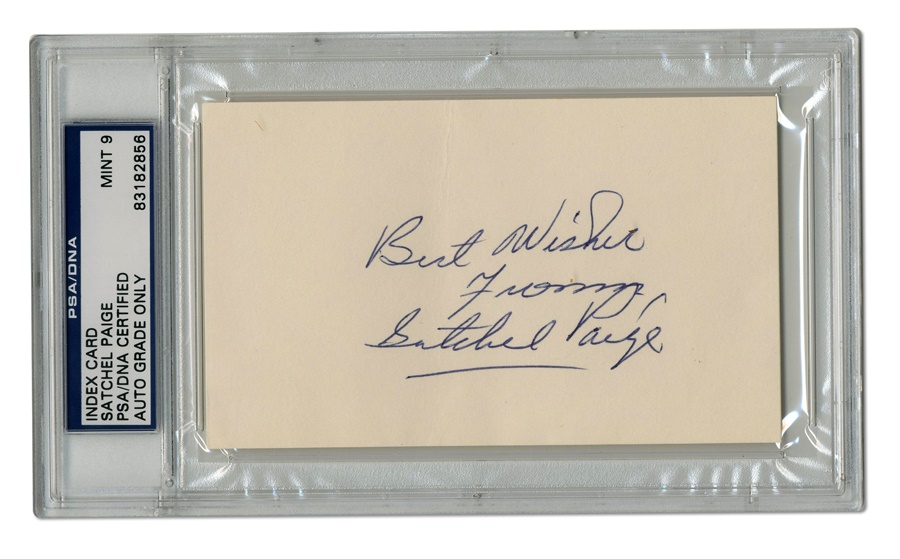 PSA/DNA
INDEX CARD
SATCHEL PAIGE
PSA/DNA CERTIFIED
AUTO GRADE ONLY
MINT 9
83182856
Best Wishes
From
Satchel Paige